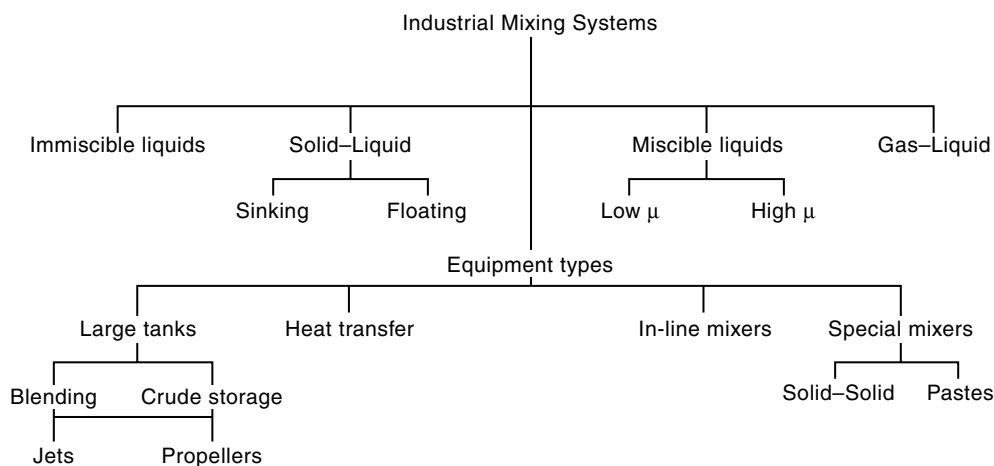 Industrial Mixing Systems
Immiscible liquids Solid–Liquid Miscible liquids Gas–Liquid
Sinking Floating Low μ High μ
Equipment types
Large tanks Heat transfer In-line mixers Special mixers
Blending Crude storage Solid–Solid Pastes
Jets Propellers